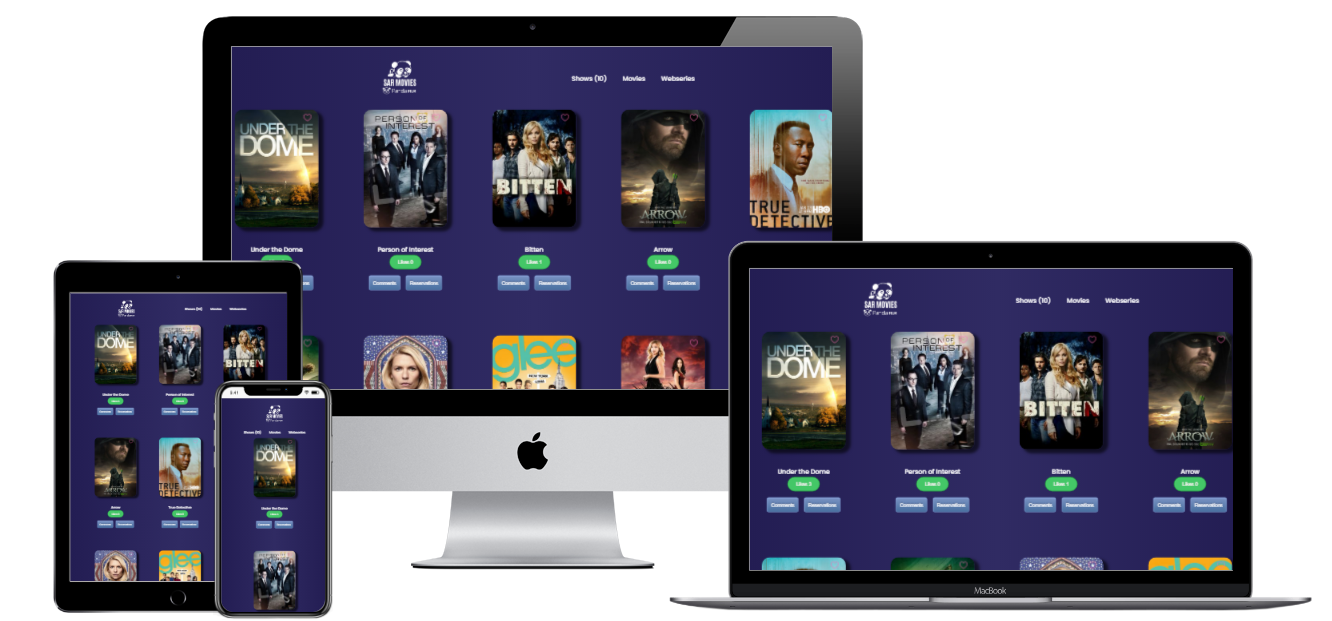 SAR MOVIES
Shows (10) Movies Webseries
UNDER THE
DOME
PERSON OF
INTEREST
BITTEN
ARROW
TRUE
DETECTIVE
HBO
Under the Dome
Person of Interest
Likes 0
Comments Reservations
Bitten
Likes 1
Comments Reservations
Arrow
Likes 0
Comments Reservations
glee
SAR MOVIES
Shows (10) Movies Webseries
UNDER THE
DOME
BITTEN
Under the Dome
Person of Interest
ARROW
TRUE
DETECTIVE
Arrow
True Detective
glee
9:41
SAR MOVIES
Shows (10) Movies Webseries
UNDER THE
DOME
Under the Dome
SAR MOVIES
Shows (10) Movies Webseries
UNDER THE
DOME
PERSON OF
INTEREST
BITTEN
ARROW
Under the Dome
Likes 2
Comments Reservations
Person of Interest
Likes 0
Comments Reservations
Bitten
Likes 1
Comments Reservations
Arrow
Likes 0
Comments Reservations
glee
MacBook